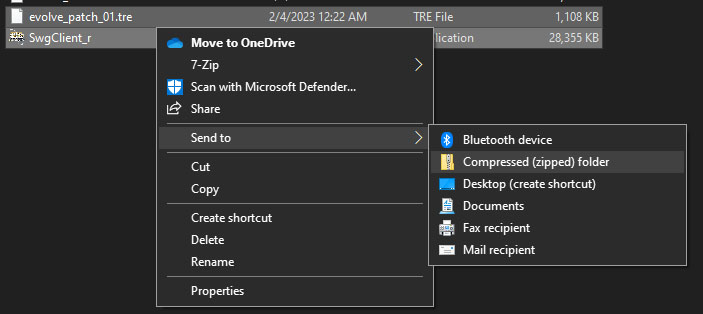 evolve_patch_01.tre 2/4/2023 12:22 AM TRE File 1,108 KB
SwgClient_r lication 28,355 KB
Move to OneDrive
7-Zip
Scan with Microsoft Defender...
Share
Send to
Cut
Copy
Create shortcut
Delete
Rename
Properties
Bluetooth device
Compressed (zipped) folder
Desktop (create shortcut)
Documents
Fax recipient
Mail recipient